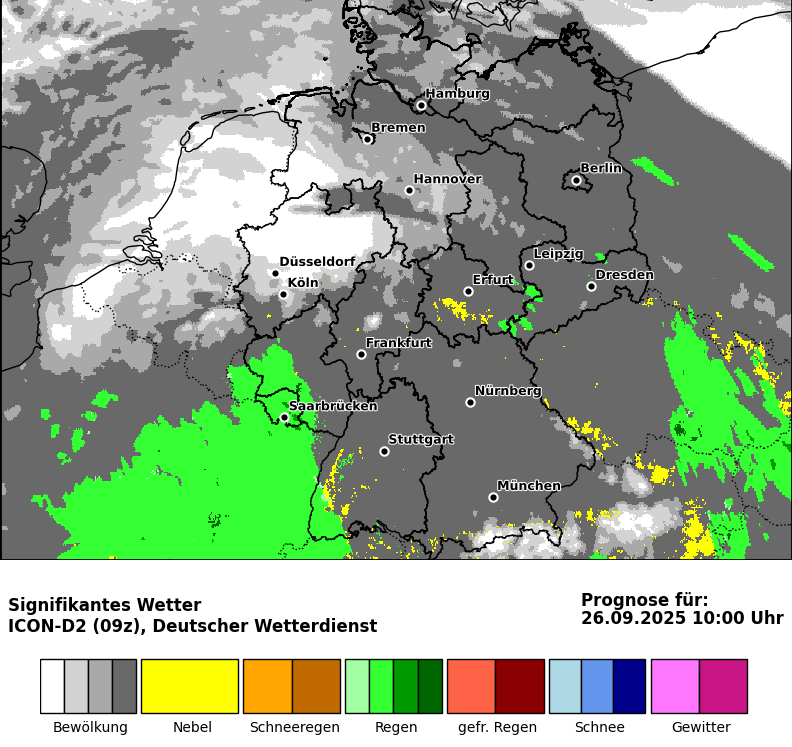 Hamburg
Bremen
Berlin
Hannover
Leipzig
Düsseldorf
Dresden
Erfurt
Köln
Frankfurt
Nürnberg
Saarbrücken
Stuttgart
München
Signifikantes Wetter
ICON-D2 (09z), Deutscher Wetterdienst
Prognose für:
26.09.2025 10:00 Uhr
Bewölkung Nebel Schneeregen Regen gefr. Regen Schnee Gewitter